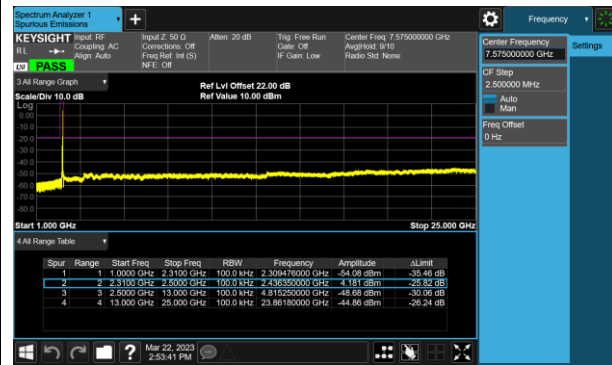 Spectrum Analyzer 1
Spurious Emissions
Frequency
KEYSIGHT
Input: RF
Coupling: AC
Align: Auto
Input Z: 50 Ω
Corrections: Off
Freq Ref: Int (S)
NFE: Off
Atten: 20 dB
Trig: Free Run
Gate: Off
IF Gain: Low
Center Freq: 7.575000000 GHz
Avg|Hold: 9/10
Radio Std: None
RL
LXI
PASS
Center Frequency
7.575000000 GHz
Settings
CF Step
2.500000 MHz
Auto
Man
Freq Offset
0 Hz
3 All Range Graph
Scale/Div 10.0 dB
Ref Lvl Offset 22.00 dB
Ref Value 10.00 dBm
Log
0.00
-10.0
-20.0
-30.0
-40.0
-50.0
-60.0
-70.0
-80.0
Start 1.000 GHz
Stop 25.000 GHz
4 All Range Table
Spur Range Start Freq Stop Freq RBW Frequency Amplitude ΔLimit
1 1 1.0000 GHz 2.3100 GHz 100.0 kHz 2.309476000 GHz -54.08 dBm -35.46 dB
2 2 2.3100 GHz 2.5000 GHz 100.0 kHz 2.436350000 GHz 4.181 dBm -25.82 dB
3 3 2.5000 GHz 13.000 GHz 100.0 kHz 4.815250000 GHz -48.68 dBm -30.06 dB
4 4 13.000 GHz 25.000 GHz 100.0 kHz 23.86180000 GHz -44.86 dBm -26.24 dB
?
Mar 22, 2023
2:53:41 PM